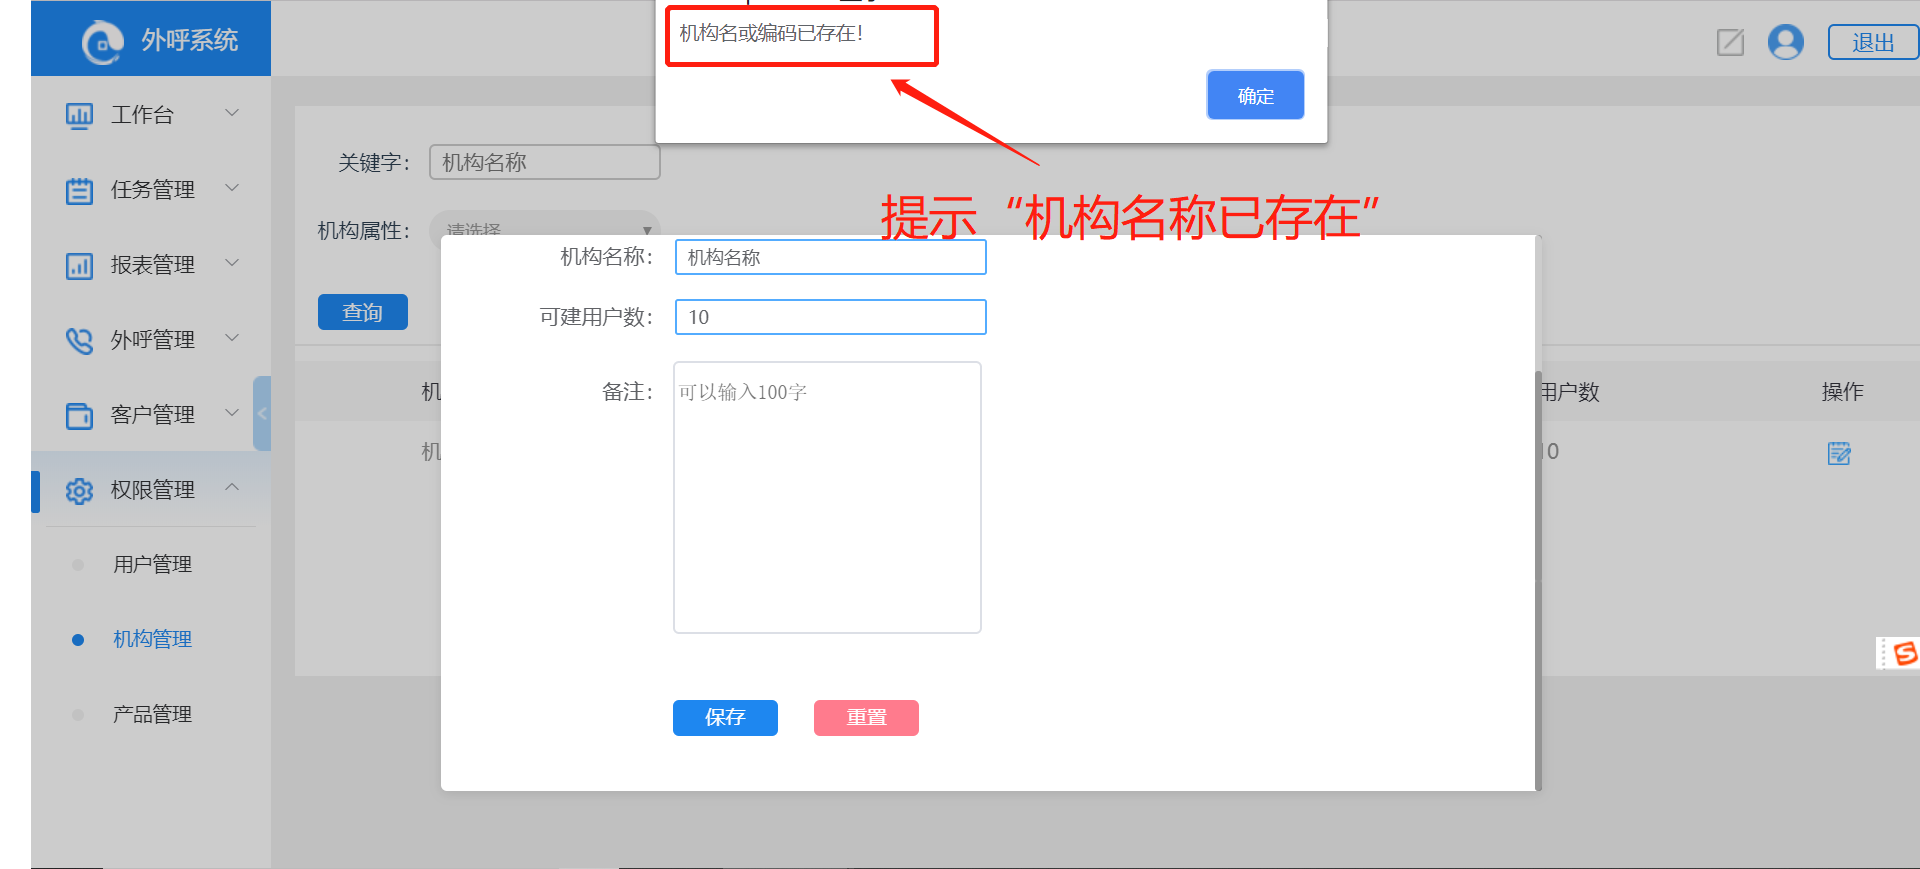 机构名或编码已存在!
确定
外呼系统
退出
工作台
任务管理
报表管理
外呼管理
客户管理
权限管理
用户管理
机构管理
产品管理
关键字:
机构名称
提示“机构名称已存在”
机构属性:
请选择
查询
机构名称:
机构名称
可建用户数:
10
备注:
可以输入100字
机
用户数
操作
机
10
保存
重置